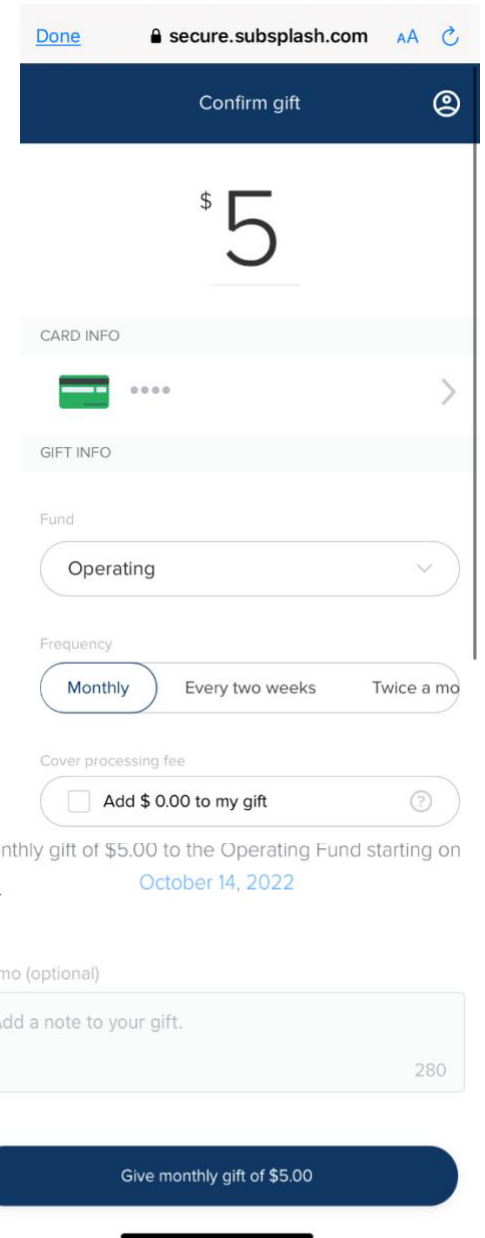 Done secure.subsplash.com AA
Confirm gift
$ 5
CARD INFO
••••
GIFT INFO
Fund
Operating
Frequency
Monthly Every two weeks Twice a mo
Cover processing fee
Add $ 0.00 to my gift ?
nthly gift of $5.00 to the Operating Fund starting on
October 14, 2022
mo (optional)
Add a note to your gift.
280
Give monthly gift of $5.00